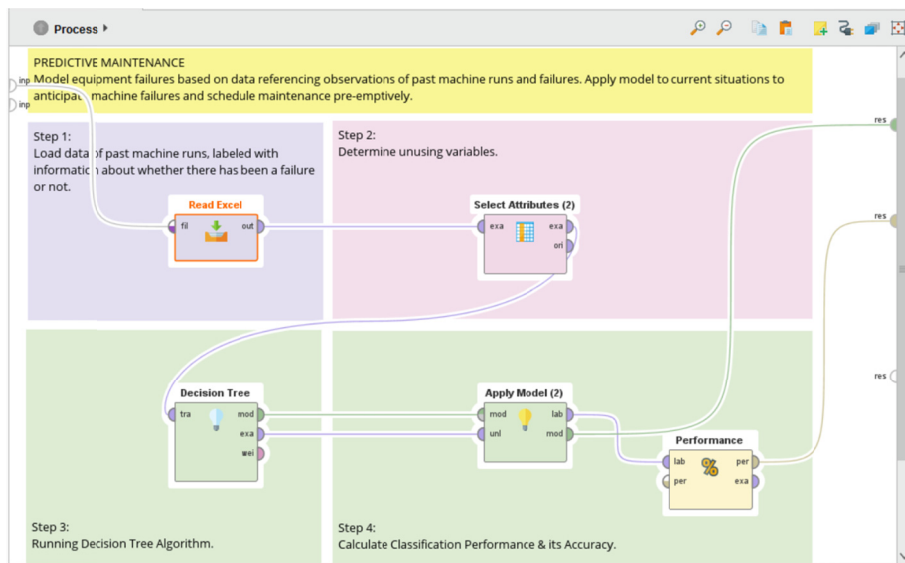 Process
PREDICTIVE MAINTENANCE
inp Model equipment failures based on data referencing observations of past machine runs and failures. Apply model to current situations to
inp anticipat machine failures and schedule maintenance pre-emptively.
res
Step 1:
Load data of past machine runs, labeled with
information about whether there has been a failure
or not.
Step 2:
Determine unusing variables.
Read Excel
fil out
Select Attributes (2)
exa exa
ori
res
res
Decision Tree
tra mod
exa
wei
Apply Model (2)
mod lab
unl mod
Performance
lab per
per exa
Step 3:
Running Decision Tree Algorithm.
Step 4:
Calculate Classification Performance & its Accuracy.